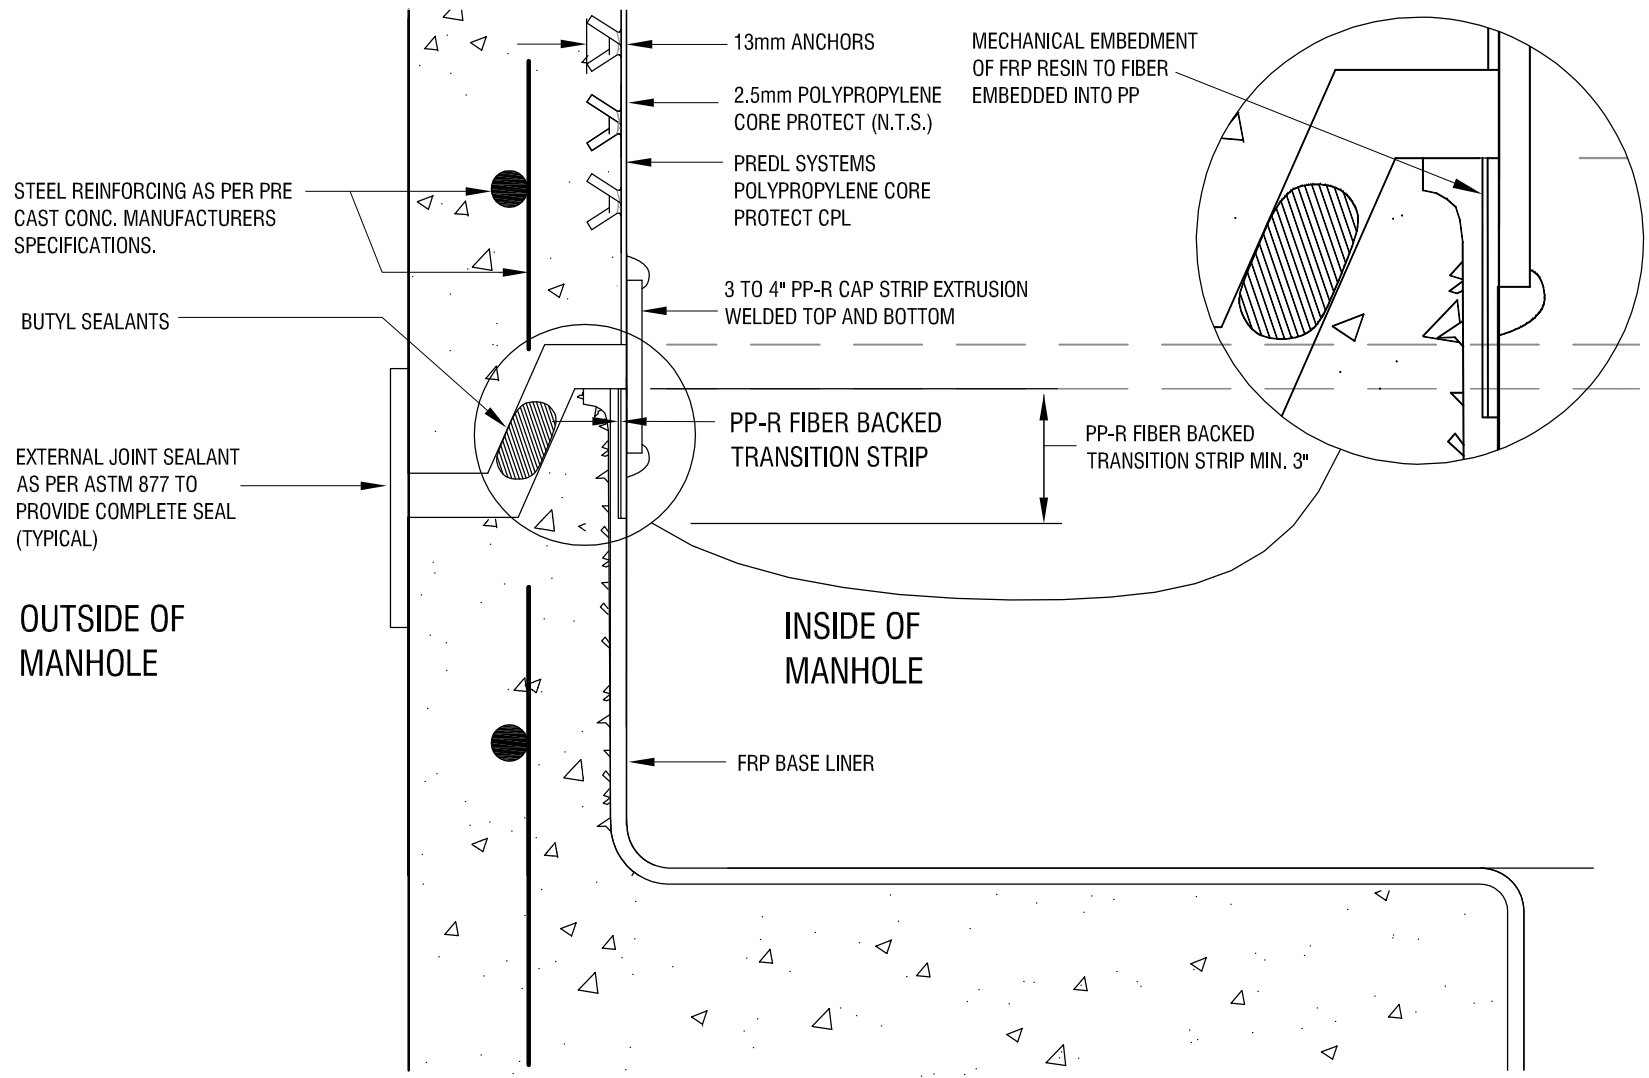 13mm ANCHORS
2.5mm POLYPROPYLENE
CORE PROTECT (N.T.S.)
PREDL SYSTEMS
POLYPROPYLENE CORE
PROTECT CPL
MECHANICAL EMBEDMENT
OF FRP RESIN TO FIBER
EMBEDDED INTO PP
STEEL REINFORCING AS PER PRE
CAST CONC. MANUFACTURERS
SPECIFICATIONS.
3 TO 4" PP-R CAP STRIP EXTRUSION
WELDED TOP AND BOTTOM
BUTYL SEALANTS
PP-R FIBER BACKED
TRANSITION STRIP
PP-R FIBER BACKED
TRANSITION STRIP MIN. 3"
EXTERNAL JOINT SEALANT
AS PER ASTM 877 TO
PROVIDE COMPLETE SEAL
(TYPICAL)
OUTSIDE OF
MANHOLE
INSIDE OF
MANHOLE
FRP BASE LINER